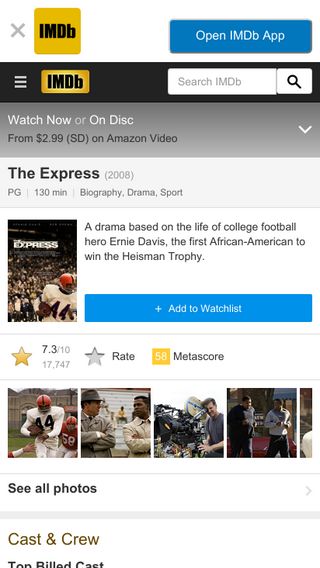 IMDb
Open IMDb App
IMDb
Search IMDb
Watch Now or On Disc
From $2.99 (SD) on Amazon Video
The Express (2008)
PG | 130 min | Biography, Drama, Sport
EXPRESS
44
A drama based on the life of college football
hero Ernie Davis, the first African-American to
win the Heisman Trophy.
+ Add to Watchlist
7.3/10
17,747
Rate
56 Metascore
44
See all photos
Cast & Crew
Top Billed Cast